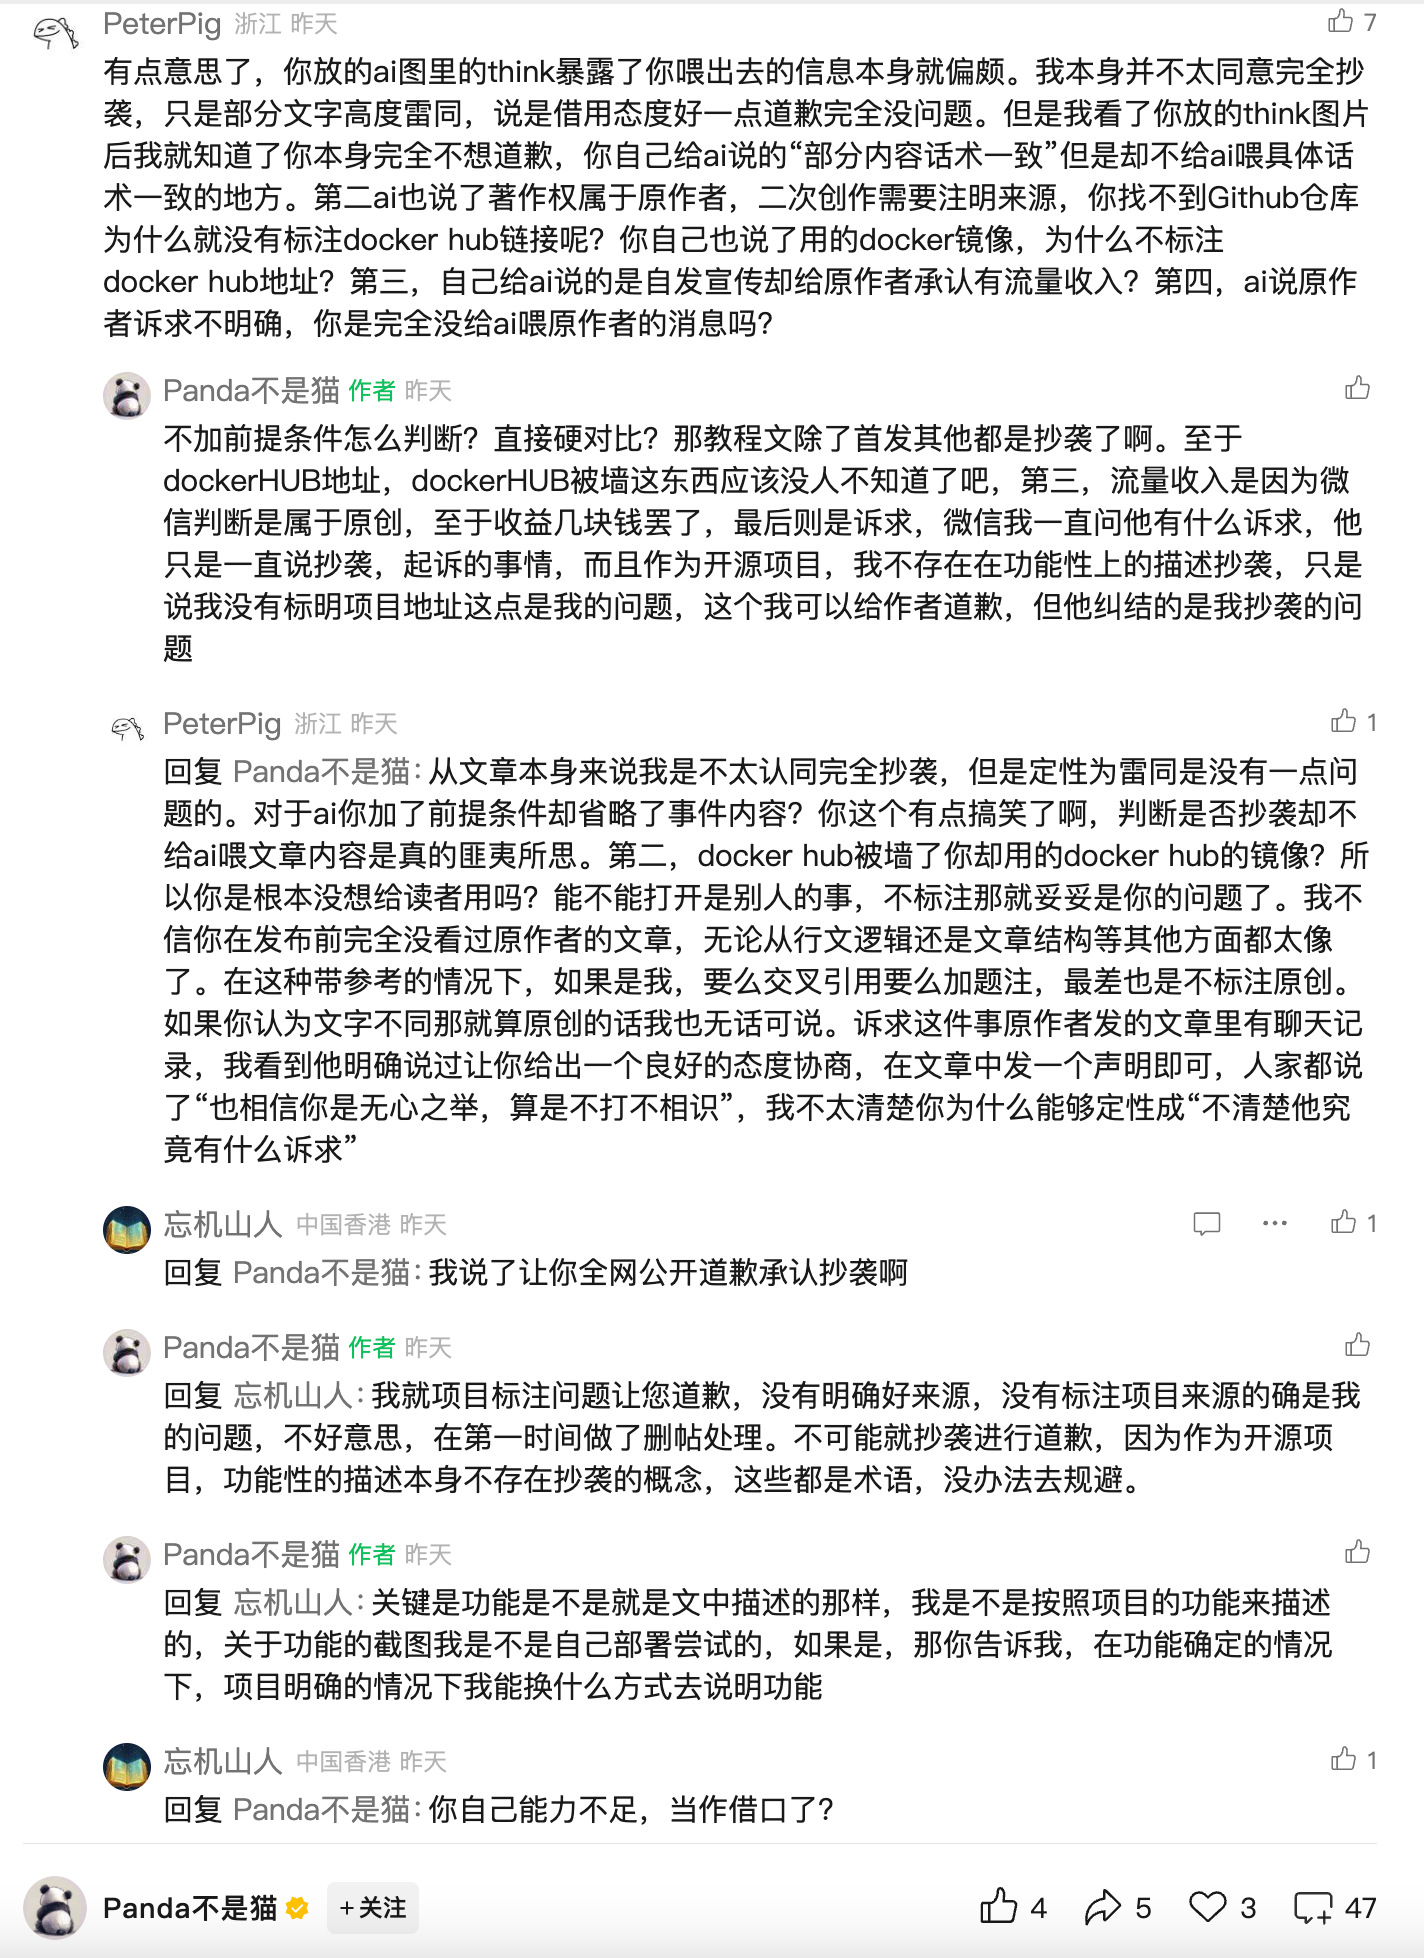 PeterPig 浙江 昨天 7
有点意思了，你放的ai图里的think暴露了你喂出去的信息本身就偏颇。我本身并不太同意完全抄
袭，只是部分文字高度雷同，说是借用态度好一点道歉完全没问题。但是我看了你放的think图片
后我就知道了你本身完全不想道歉，你自己给ai说的“部分内容话术一致”但是却不给ai喂具体话
术一致的地方。第二ai也说了著作权属于原作者，二次创作需要注明来源，你找不到Github仓库
为什么就没有标注docker hub链接呢？你自己也说了用的docker镜像，为什么不标注
docker hub地址？第三，自己给ai说的是自发宣传却给原作者承认有流量收入？第四，ai说原作
者诉求不明确，你是完全没给ai喂原作者的消息吗？
Panda不是猫 作者 昨天
不加前提条件怎么判断？直接硬对比？那教程文除了首发其他都是抄袭了啊。至于
dockerHUB地址，dockerHUB被墙这东西应该没人不知道了吧，第三，流量收入是因为微
信判断是属于原创，至于收益几块钱罢了，最后则是诉求，微信我一直问他有什么诉求，他
只是一直说抄袭，起诉的事情，而且作为开源项目，我不存在在功能性上的描述抄袭，只是
说我没有标明项目地址这点是我的问题，这个我可以给作者道歉，但他纠结的是我抄袭的问
题
PeterPig 浙江 昨天 1
回复 Panda不是猫：从文章本身来说我是不太认同完全抄袭，但是定性为雷同是没有一点问
题的。对于ai你加了前提条件却省略了事件内容？你这个有点搞笑了啊，判断是否抄袭却不
给ai喂文章内容是真的匪夷所思。第二，docker hub被墙了你却用的docker hub的镜像？所
以你是根本没想给读者用吗？能不能打开是别人的事，不标注那就妥妥是你的问题了。我不
信你在发布前完全没看过原作者的文章，无论从行文逻辑还是文章结构等其他方面都太像
了。在这种带参考的情况下，如果是我，要么交叉引用要么加题注，最差也是不标注原创。
如果你认为文字不同那就算原创的话我也无话可说。诉求这件事原作者发的文章里有聊天记
录，我看到他明确说过让你给出一个良好的态度协商，在文章中发一个声明即可，人家都说
了“也相信你是无心之举，算是不打不相识”，我不太清楚你为什么能够定性成“不清楚他究
竟有什么诉求”
忘机山人 中国香港 昨天 1
回复 Panda不是猫：我说了让你全网公开道歉承认抄袭啊
Panda不是猫 作者 昨天
回复 忘机山人：我就项目标注问题让您道歉，没有明确好来源，没有标注项目来源的确是我
的问题，不好意思，在第一时间做了删帖处理。不可能就抄袭进行道歉，因为作为开源项
目，功能性的描述本身不存在抄袭的概念，这些都是术语，没办法去规避。
Panda不是猫 作者 昨天
回复 忘机山人：关键是功能是不是就是文中描述的那样，我是不是按照项目的功能来描述
的，关于功能的截图我是不是自己部署尝试的，如果是，那你告诉我，在功能确定的情况
下，项目明确的情况下我能换什么方式去说明功能
忘机山人 中国香港 昨天 1
回复 Panda不是猫：你自己能力不足，当作借口了？
Panda不是猫 +关注 4 5 3 47